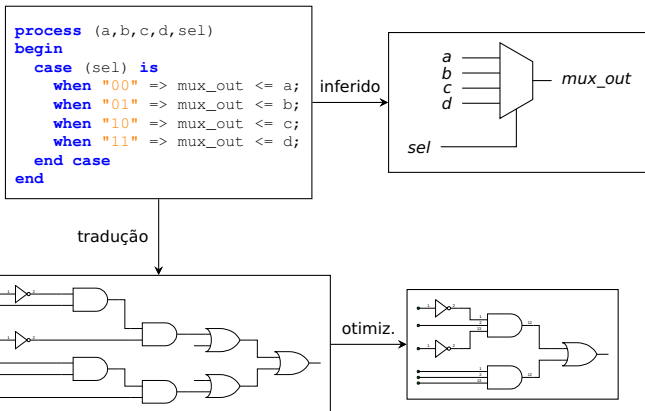 process (a,b,c,d,sel)
begin
case (sel) is
when "00" => mux_out <= a;
when "01" => mux_out <= b;
when "10" => mux_out <= c;
when "11" => mux_out <= d;
end case
end
inferido
a
b
c
d
mux_out
sel
tradução
otimiz.